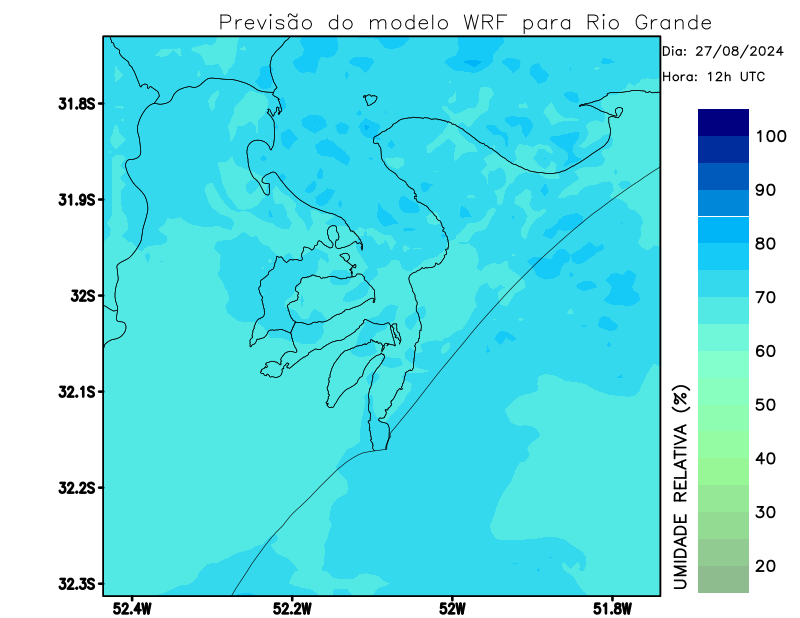 Previsão do modelo WRF para Rio Grande
Dia: 27/08/2024
Hora: 12h UTC
31.8S
31.9S
32S
32.1S
32.2S
32.3S
52.4W
52.2W
52W
51.8W
100
90
80
70
60
50
40
30
20
UMIDADE RELATIVA (%)